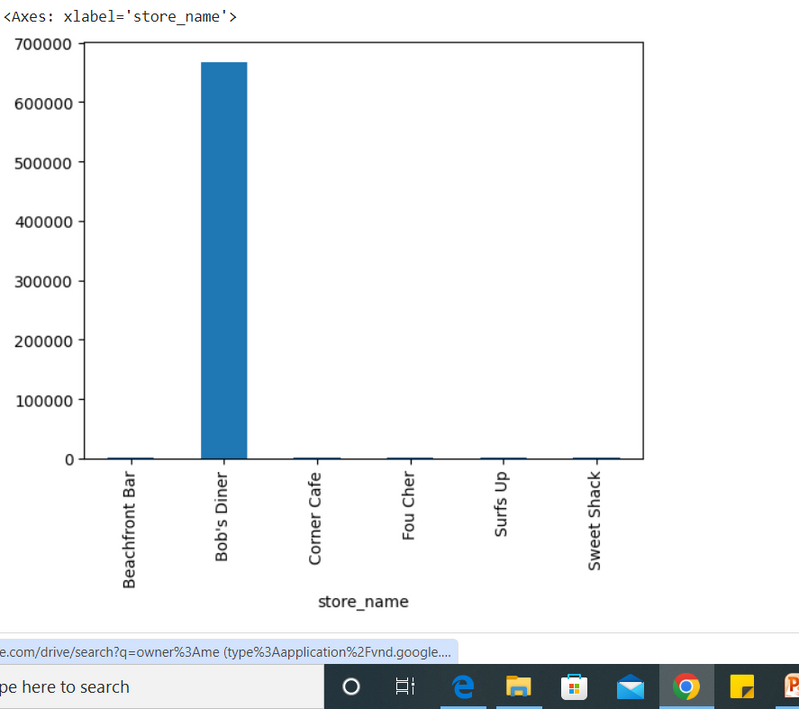 <Axes: xlabel='store_name'>
700000
600000
500000
400000
300000
200000
100000
0
Beachfront Bar
Bob's Diner
Corner Cafe
Fou Cher
Surfs Up
Sweet Shack
store_name
e.com/drive/search?q=owner%3Ame (type%3Aapplication%2Fvnd.google....
pe here to search